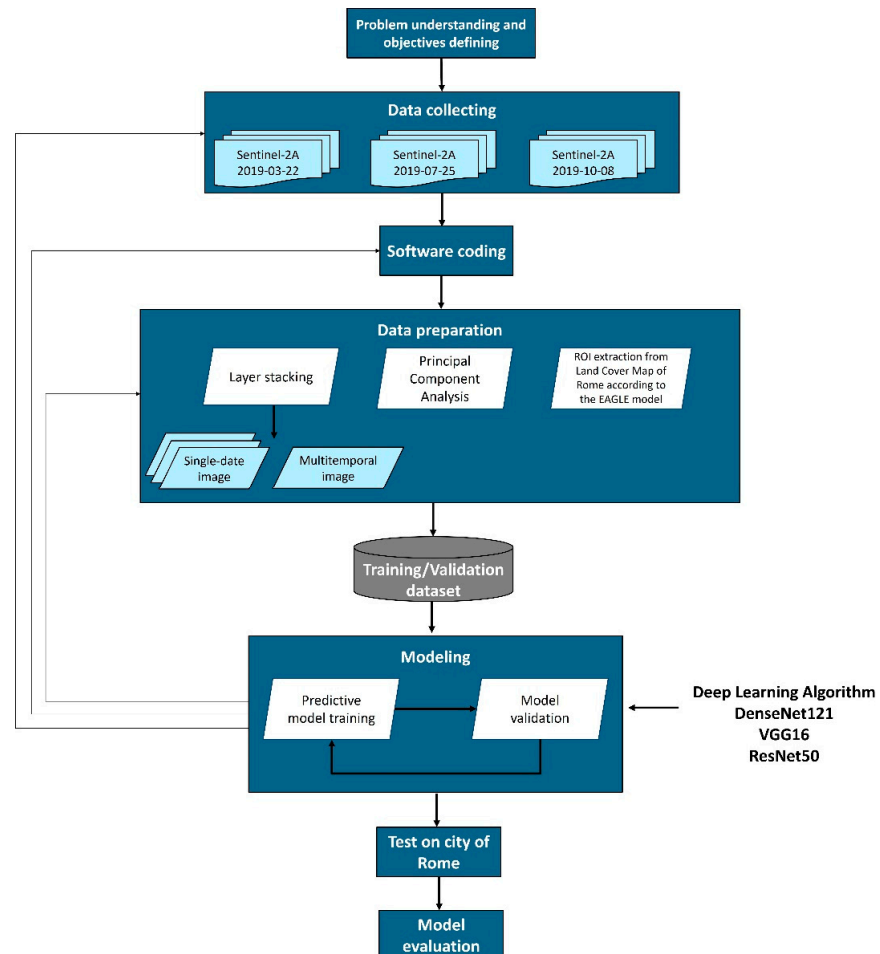 Problem understanding and
objectives defining
Data collecting
Sentinel-2A
2019-03-22
Sentinel-2A
2019-07-25
Sentinel-2A
2019-10-08
Software coding
Data preparation
Layer stacking
Principal
Component
Analysis
ROI extraction from
Land Cover Map of
Rome according to
the EAGLE model
Single-date
image
Multitemporal
image
Training/Validation
dataset
Modeling
Predictive
model training
Model
validation
Deep Learning Algorithm
DenseNet121
VGG16
ResNet50
Test on city of
Rome
Model
evaluation